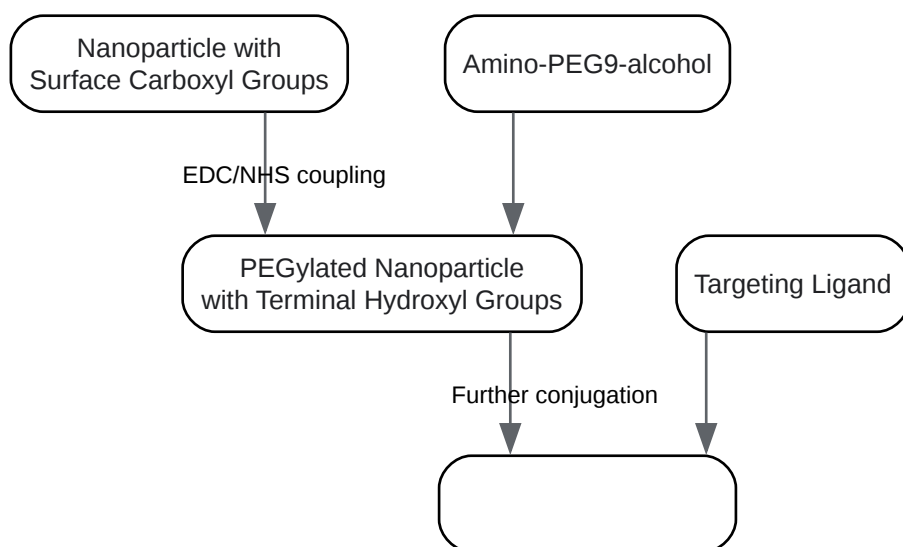 Nanoparticle with
Surface Carboxyl Groups
Amino-PEG9-alcohol
EDC/NHS coupling
PEGylated Nanoparticle
with Terminal Hydroxyl Groups
Targeting Ligand
Further conjugation